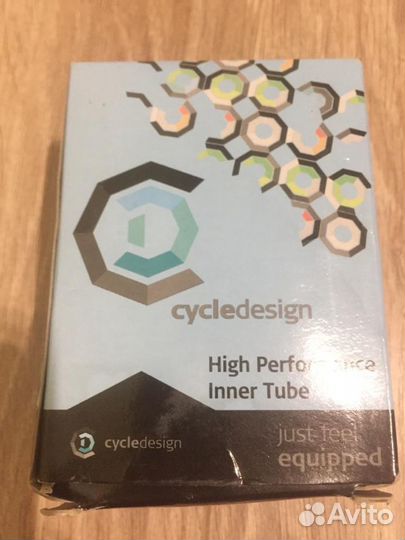 cycledesign
High Performance
Inner Tube
cycledesign
just feel
equipped
Avito